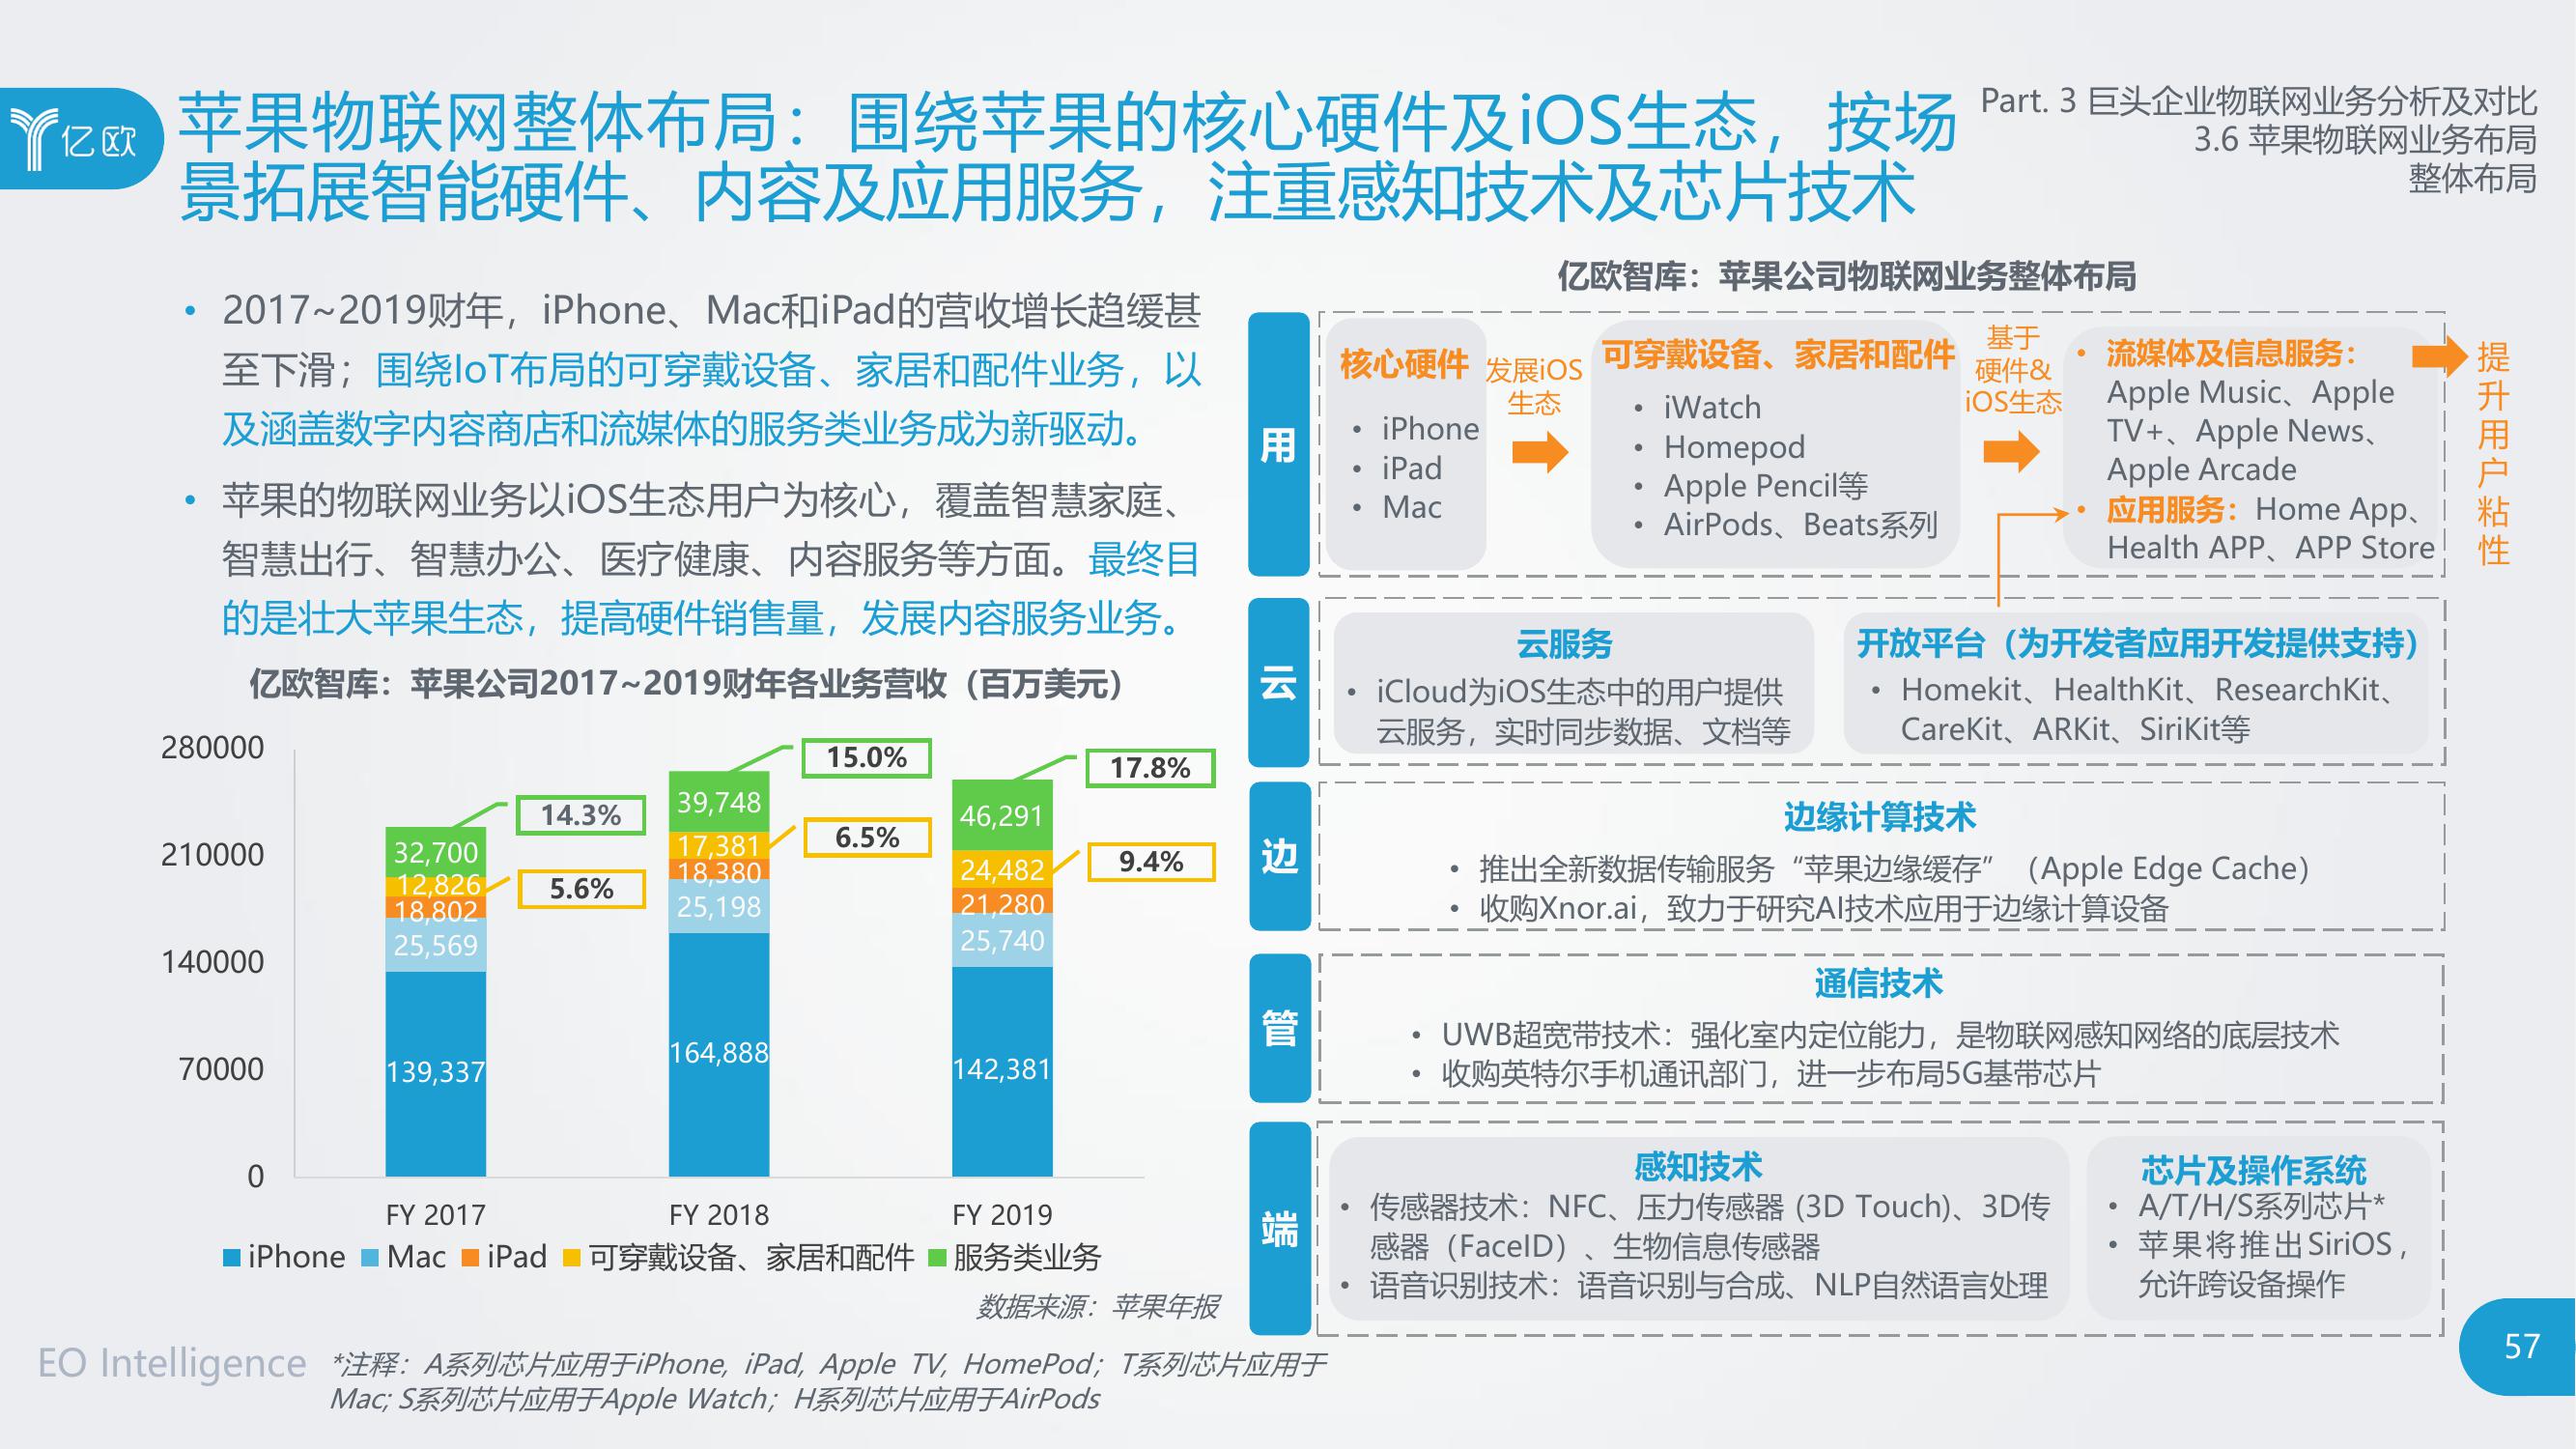 亿欧
苹果物联网整体布局：围绕苹果的核心硬件及iOS生态，按场
景拓展智能硬件、内容及应用服务，注重感知技术及芯片技术
Part. 3 巨头企业物联网业务分析及对比
3.6 苹果物联网业务布局
整体布局
• 2017~2019财年，iPhone、Mac和iPad的营收增长趋缓甚
至下滑；围绕IoT布局的可穿戴设备、家居和配件业务，以
及涵盖数字内容商店和流媒体的服务类业务成为新驱动。
• 苹果的物联网业务以iOS生态用户为核心，覆盖智慧家庭、
智慧出行、智慧办公、医疗健康、内容服务等方面。最终目
的是壮大苹果生态，提高硬件销售量，发展内容服务业务。
亿欧智库：苹果公司2017~2019财年各业务营收（百万美元）
280000
210000
140000
70000
0
32,700
12,826
18,802
25,569
139,337
14.3%
5.6%
39,748
17,381
18,380
25,198
164,888
15.0%
6.5%
46,291
24,482
21,280
25,740
142,381
17.8%
9.4%
FY 2017
FY 2018
FY 2019
iPhone Mac iPad 可穿戴设备、家居和配件 服务类业务
数据来源：苹果年报
亿欧智库：苹果公司物联网业务整体布局
用
核心硬件
• iPhone
• iPad
• Mac
发展iOS
生态
可穿戴设备、家居和配件
• iWatch
• Homepod
• Apple Pencil等
• AirPods、Beats系列
基于
硬件&
iOS生态
• 流媒体及信息服务：
Apple Music、Apple
TV+、Apple News、
Apple Arcade
• 应用服务：Home App、
Health APP、APP Store
提升用户粘性
云
云服务
• iCloud为iOS生态中的用户提供
云服务，实时同步数据、文档等
开放平台（为开发者应用开发提供支持）
• Homekit、HealthKit、ResearchKit、
CareKit、ARKit、SiriKit等
边
边缘计算技术
• 推出全新数据传输服务“苹果边缘缓存”（Apple Edge Cache）
• 收购Xnor.ai，致力于研究AI技术应用于边缘计算设备
管
通信技术
• UWB超宽带技术：强化室内定位能力，是物联网感知网络的底层技术
• 收购英特尔手机通讯部门，进一步布局5G基带芯片
端
感知技术
• 传感器技术：NFC、压力传感器 (3D Touch)、3D传
感器（FaceID）、生物信息传感器
• 语音识别技术：语音识别与合成、NLP自然语言处理
芯片及操作系统
• A/T/H/S系列芯片*
• 苹果将推出SiriOS，
允许跨设备操作
EO Intelligence
*注释：A系列芯片应用于iPhone, iPad, Apple TV, HomePod；T系列芯片应用于
Mac; S系列芯片应用于Apple Watch；H系列芯片应用于AirPods
57